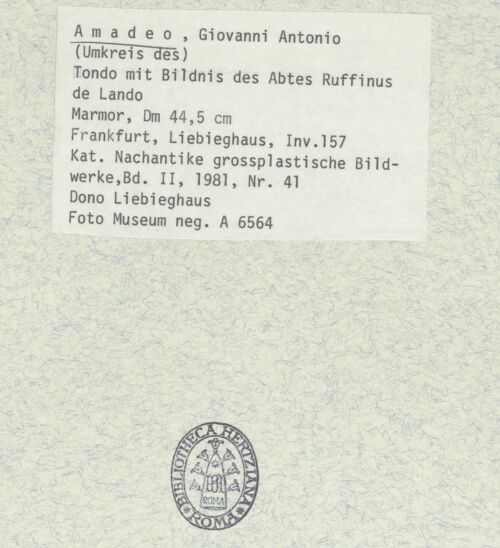 Amadeo, Giovanni Antonio
(Umkreis des)
Tondo mit Bildnis des Abtes Ruffinus
de Lando
Marmor, Dm 44,5 cm
Frankfurt, Liebieghaus, Inv.157
Kat. Nachantike grossplastische Bild-
werke,Bd. II, 1981, Nr. 41
Dono Liebieghaus
Foto Museum neg. A 6564
BIBLIOTHECA HERTZIANA
ROMA
ROMA